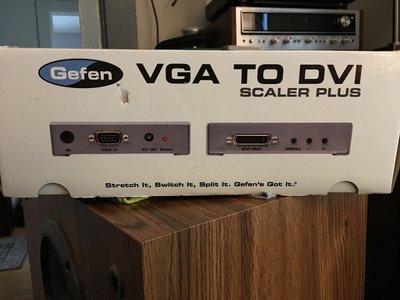 Gefen
VGA TO DVI
SCALER PLUS
IR
VGA In
5V DC
Power
DVI Out
MENU
-
+
Stretch It, Switch It, Split It. Gefen's Got It.®